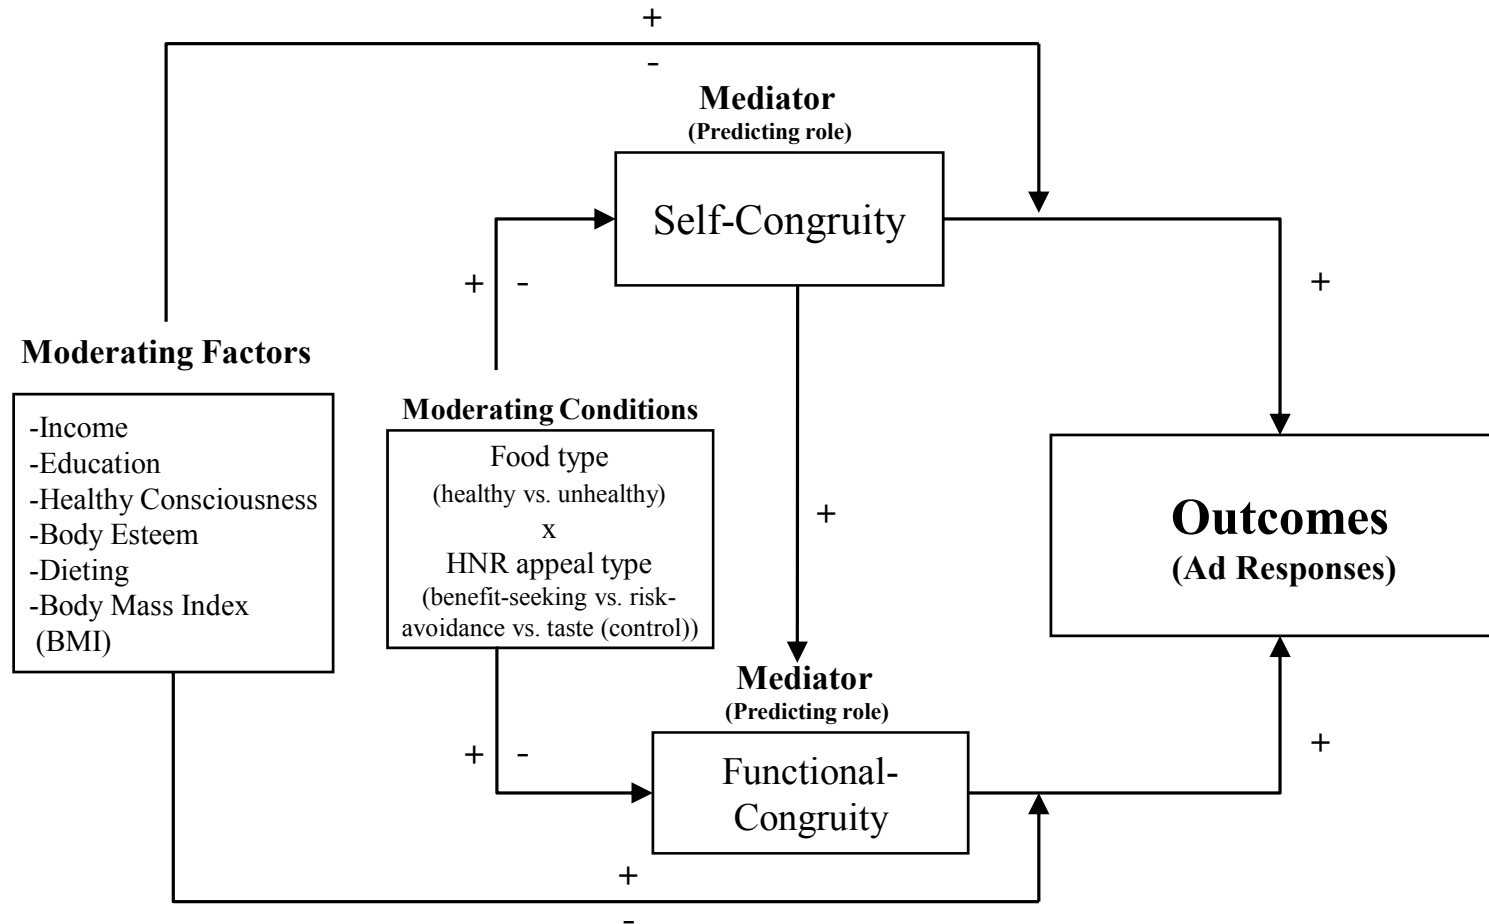 +
-
Mediator
(Predicting role)
Self-Congruity
+ -
+
Moderating Factors
-Income
-Education
-Healthy Consciousness
-Body Esteem
-Dieting
-Body Mass Index
(BMI)
Moderating Conditions
Food type
(healthy vs. unhealthy)
x
HNR appeal type
(benefit-seeking vs. risk-
avoidance vs. taste (control))
+
Outcomes
(Ad Responses)
Mediator
(Predicting role)
+ -
Functional-
Congruity
+
+
-